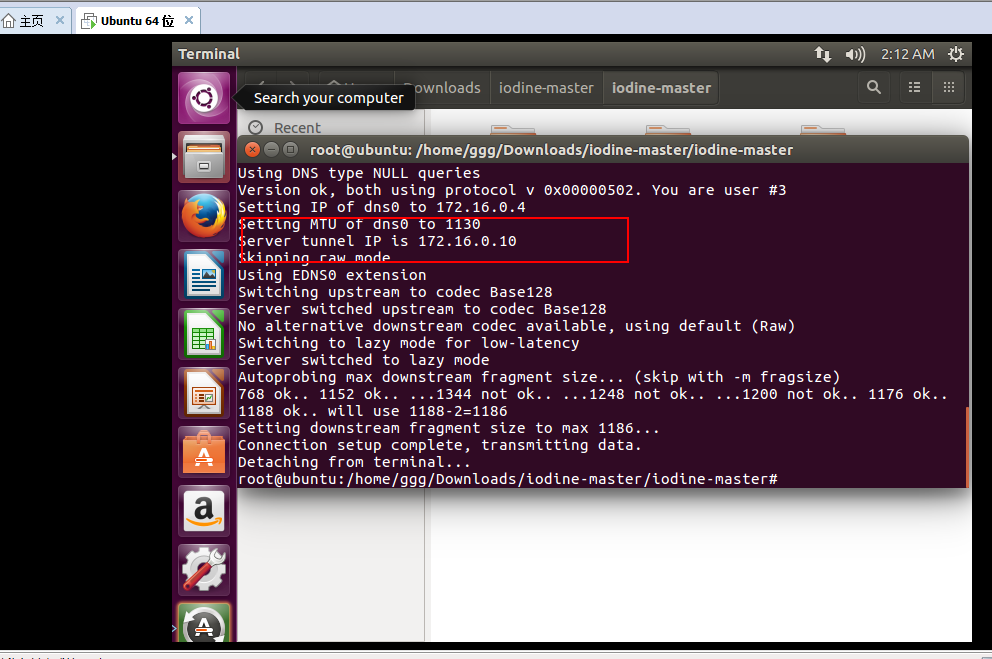 主页
Ubuntu 64 位
Terminal
2:12 AM
Search your computer
Downloads
iodine-master
iodine-master
Recent
root@ubuntu: /home/ggg/Downloads/iodine-master/iodine-master
Using DNS type NULL queries
Version ok, both using protocol v 0x00000502. You are user #3
Setting IP of dns0 to 172.16.0.4
Setting MTU of dns0 to 1130
Server tunnel IP is 172.16.0.10
Skipping raw mode
Using EDNS0 extension
Switching upstream to codec Base128
Server switched upstream to codec Base128
No alternative downstream codec available, using default (Raw)
Switching to lazy mode for low-latency
Server switched to lazy mode
Autoprobing max downstream fragment size... (skip with -m fragsize)
768 ok.. 1152 ok.. ...1344 not ok.. ...1248 not ok.. ...1200 not ok.. 1176 ok..
1188 ok.. will use 1188-2=1186
Setting downstream fragment size to max 1186...
Connection setup complete, transmitting data.
Detaching from terminal...
root@ubuntu:/home/ggg/Downloads/iodine-master/iodine-master#